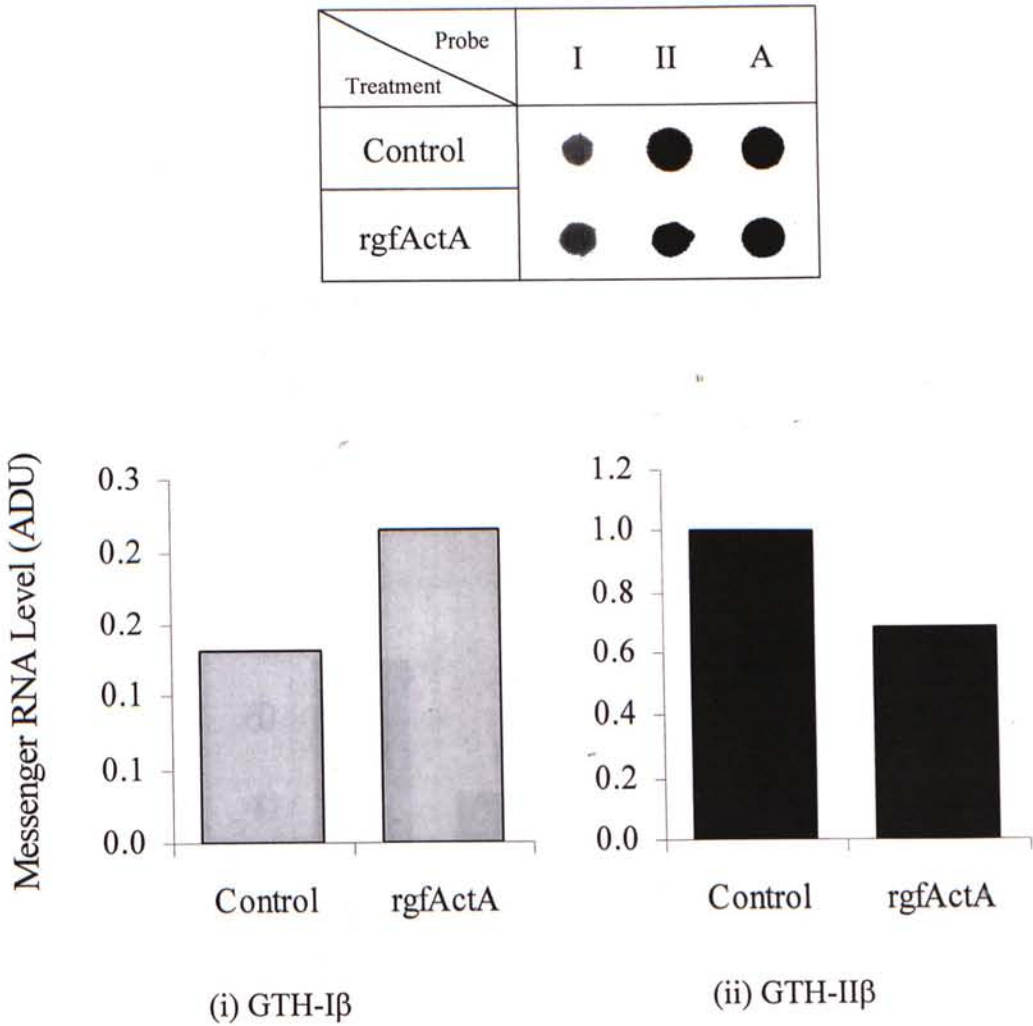 Probe
Treatment
I II A
Control
rgfActA
Messenger RNA Level (ADU)
0.3
0.2
0.2
0.1
0.1
0.0
Control rgfActA
(i) GTH-Iβ
1.2
1.0
0.8
0.6
0.4
0.2
0.0
Control rgfActA
(ii) GTH-IIβ